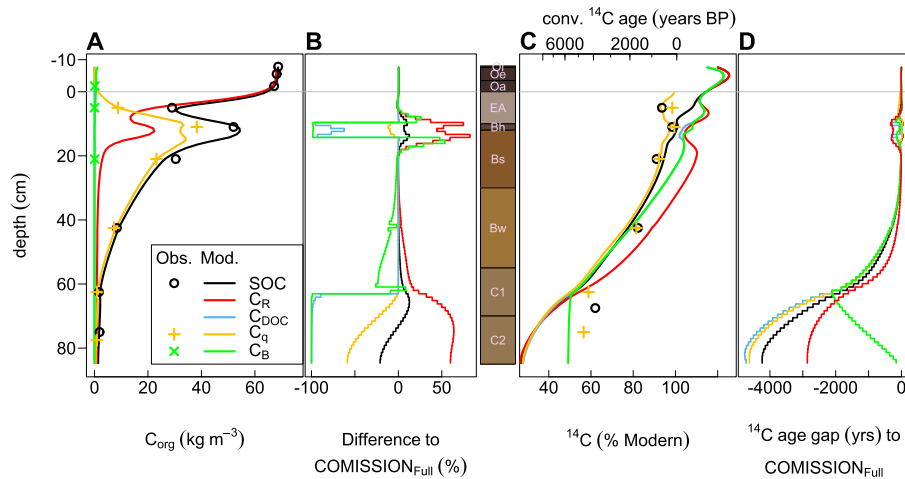 conv. ¹⁴C age (years BP)
6000 2000 0
A B C D
-10
0
20
40
60
80
depth (cm)
Oi
Oe
Oa
EA
Bh
Bs
Bw
C1
C2
Obs. Mod.
SOC
C_R
C_DOC
C_q
C_B
0 20 40 60
-100 -50 0 50
40 60 80 100
-4000 -2000 0
C_org (kg m⁻³)
Difference to
COMISSION_Full (%)
¹⁴C (% Modern)
¹⁴C age gap (yrs) to
COMISSION_Full